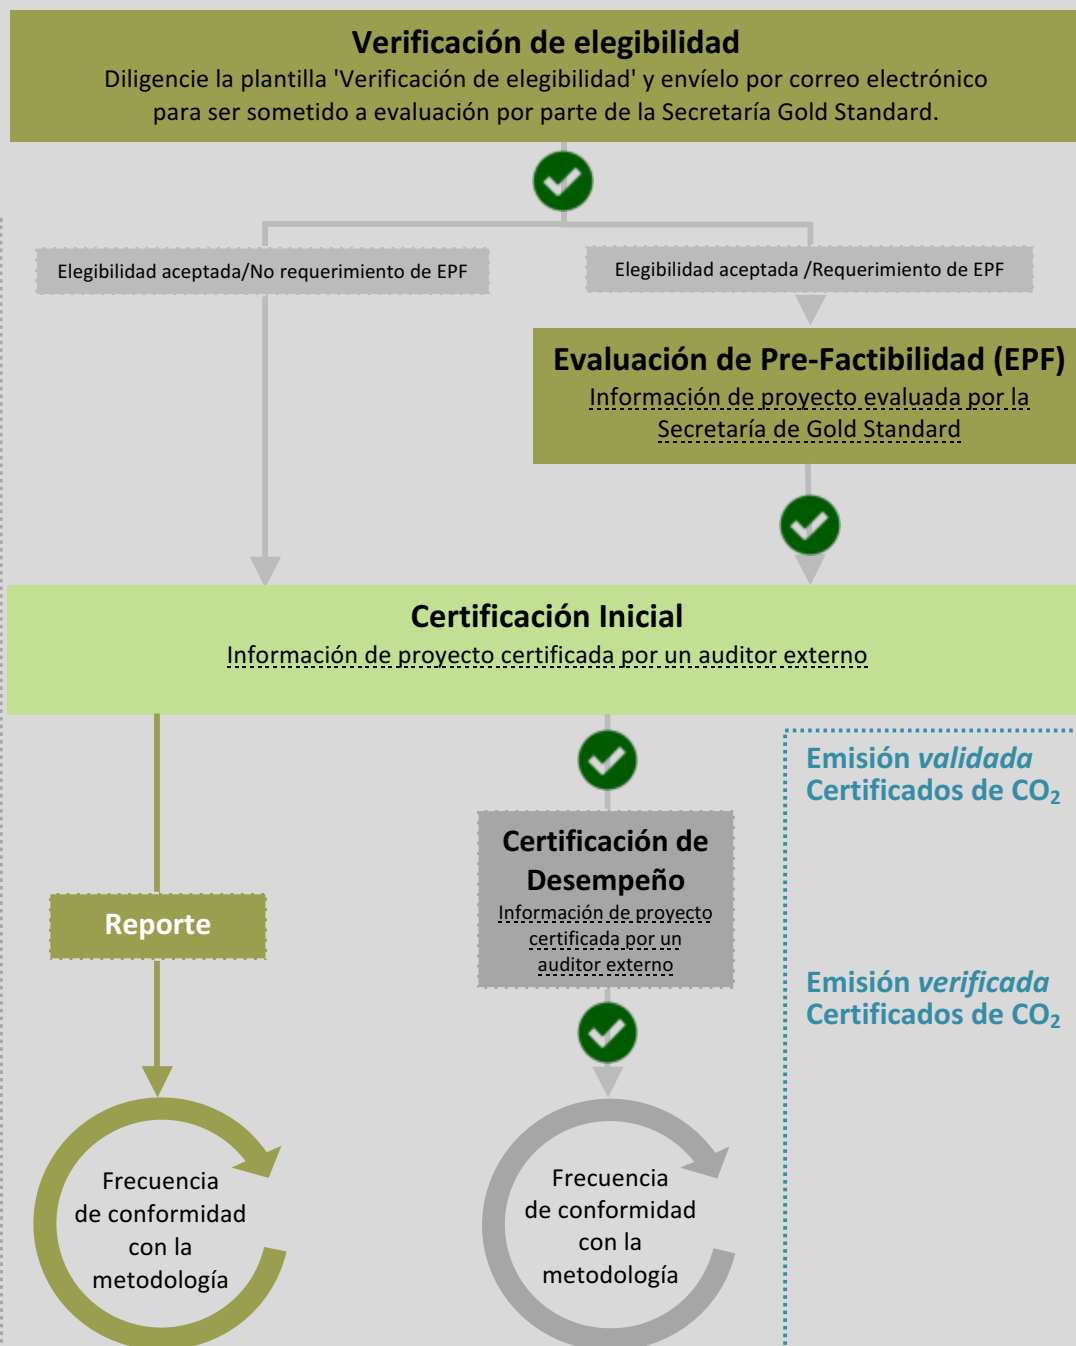 Verificación de elegibilidad
Diligencie la plantilla 'Verificación de elegibilidad' y envíelo por correo electrónico
para ser sometido a evaluación por parte de la Secretaría Gold Standard.
Elegibilidad aceptada/No requerimiento de EPF
Elegibilidad aceptada /Requerimiento de EPF
Evaluación de Pre-Factibilidad (EPF)
Información de proyecto evaluada por la
Secretaría de Gold Standard
Certificación Inicial
Información de proyecto certificada por un auditor externo
Emisión validada
Certificados de CO₂
Certificación de
Desempeño
Información de proyecto
certificada por un
auditor externo
Reporte
Emisión verificada
Certificados de CO₂
Frecuencia
de conformidad
con la
metodología
Frecuencia
de conformidad
con la
metodología